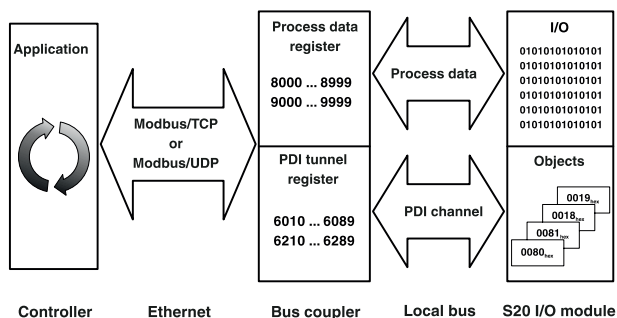 Application
Modbus/TCP
or
Modbus/UDP
Process data
register
8000 ... 8999
9000 ... 9999
PDI tunnel
register
6010 ... 6089
6210 ... 6289
Process data
PDI channel
I/O
01010101010101
01010101010101
01010101010101
01010101010101
01010101010101
01010101010101
Objects
0019hex
0018hex
0081hex
0080hex
Controller
Ethernet
Bus coupler
Local bus
S20 I/O module